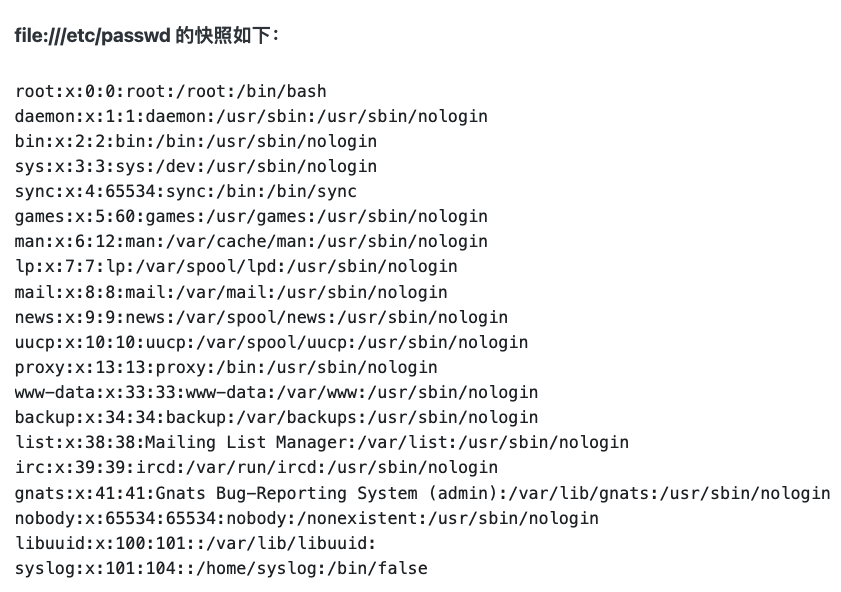 file:///etc/passwd 的快照如下：
root:x:0:0:root:/root:/bin/bash
daemon:x:1:1:daemon:/usr/sbin:/usr/sbin/nologin
bin:x:2:2:bin:/bin:/usr/sbin/nologin
sys:x:3:3:sys:/dev:/usr/sbin/nologin
sync:x:4:65534:sync:/bin:/bin/sync
games:x:5:60:games:/usr/games:/usr/sbin/nologin
man:x:6:12:man:/var/cache/man:/usr/sbin/nologin
lp:x:7:7:lp:/var/spool/lpd:/usr/sbin/nologin
mail:x:8:8:mail:/var/mail:/usr/sbin/nologin
news:x:9:9:news:/var/spool/news:/usr/sbin/nologin
uucp:x:10:10:uucp:/var/spool/uucp:/usr/sbin/nologin
proxy:x:13:13:proxy:/bin:/usr/sbin/nologin
www-data:x:33:33:www-data:/var/www:/usr/sbin/nologin
backup:x:34:34:backup:/var/backups:/usr/sbin/nologin
list:x:38:38:Mailing List Manager:/var/list:/usr/sbin/nologin
irc:x:39:39:ircd:/var/run/ircd:/usr/sbin/nologin
gnats:x:41:41:Gnats Bug-Reporting System (admin):/var/lib/gnats:/usr/sbin/nologin
nobody:x:65534:65534:nobody:/nonexistent:/usr/sbin/nologin
libuuid:x:100:101::/var/lib/libuuid:
syslog:x:101:104::/home/syslog:/bin/false